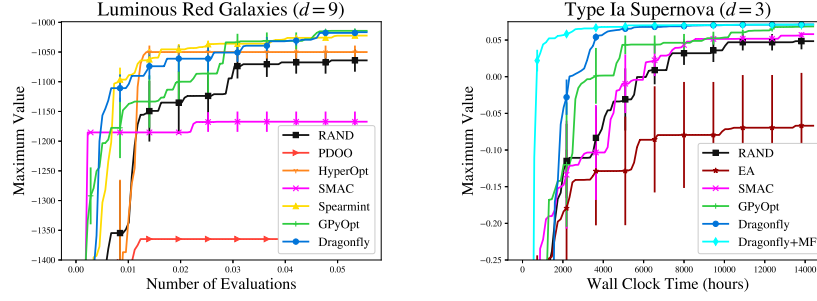 Luminous Red Galaxies (d=9)
Maximum Value
−1000
−1050
−1100
−1150
−1200
−1250
−1300
−1350
−1400
0.00
0.01
0.02
0.03
0.04
0.05
Number of Evaluations
RAND
PDOO
HyperOpt
SMAC
Spearmint
GPyOpt
Dragonfly
Type Ia Supernova (d=3)
Maximum Value
0.05
0.00
−0.05
−0.10
−0.15
−0.20
−0.25
0
2000
4000
6000
8000
10000
12000
14000
Wall Clock Time (hours)
RAND
EA
SMAC
GPyOpt
Dragonfly
Dragonfly+MF